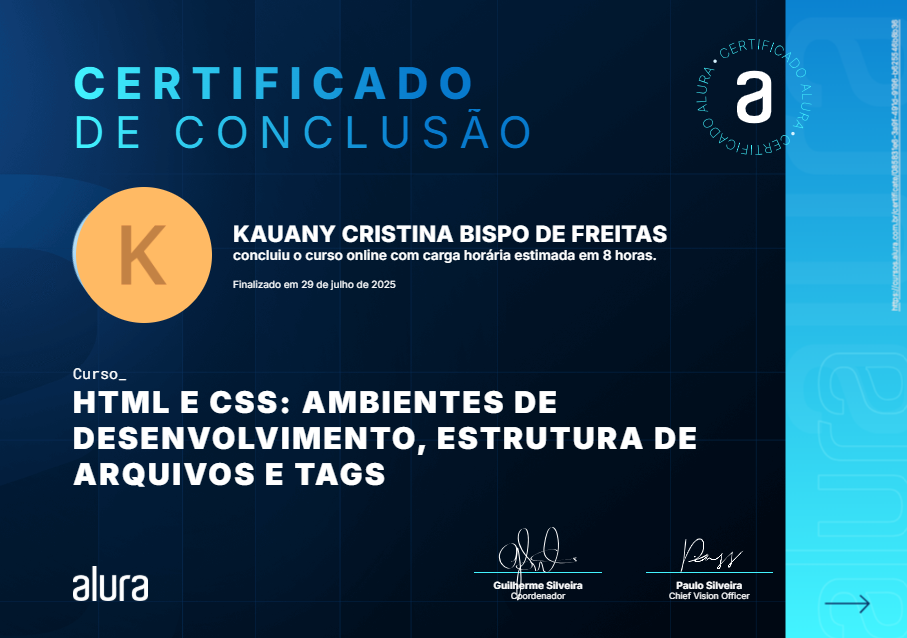 CERTIFICADO
DE CONCLUSÃO
CERTIFICADO ALURA • CERTIFICADO ALURA •
a
K
KAUANY CRISTINA BISPO DE FREITAS
concluiu o curso online com carga horária estimada em 8 horas.
Finalizado em 29 de julho de 2025
Curso_
HTML E CSS: AMBIENTES DE
DESENVOLVIMENTO, ESTRUTURA DE
ARQUIVOS E TAGS
alura
Guilherme Silveira
Coordenador
Paulo Silveira
Chief Vision Officer
alura